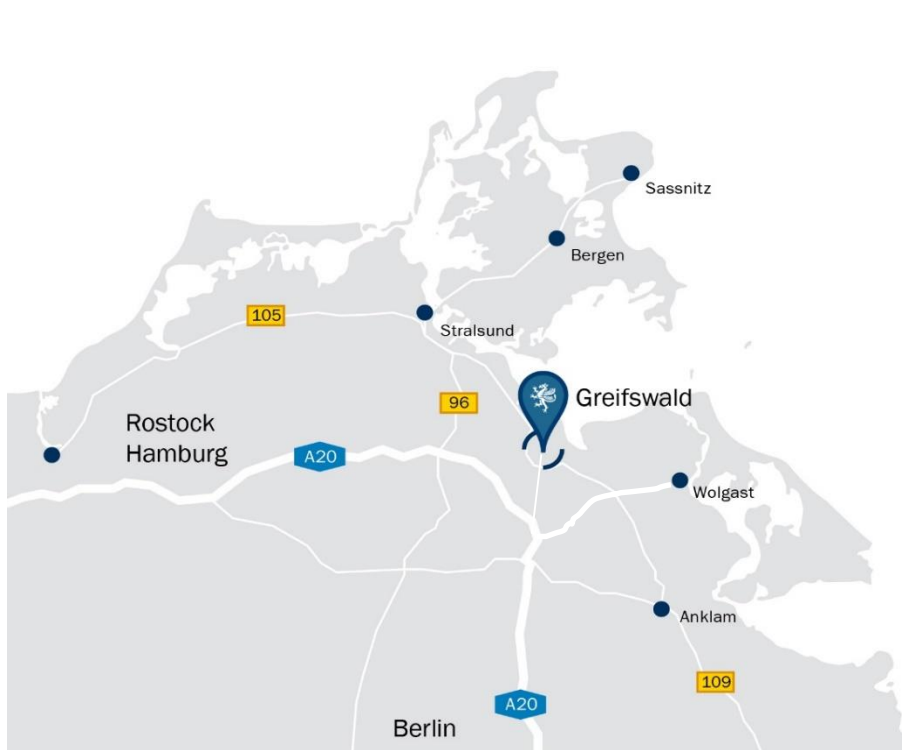 Sassnitz
Bergen
105
Stralsund
96
Greifswald
Rostock
Hamburg
A20
Wolgast
Anklam
109
A20
Berlin